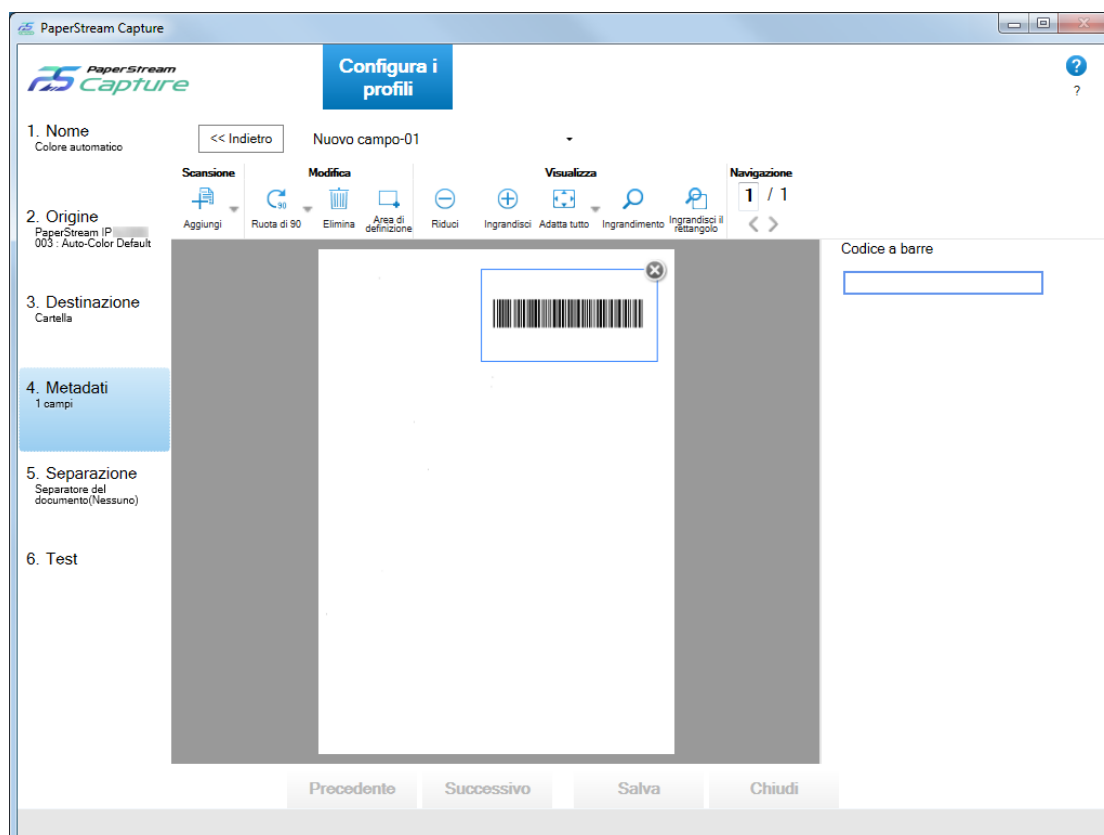 PaperStream Capture
PaperStream
Capture
Configura i
profili
?
?
1. Nome
Colore automatico
<< Indietro
Nuovo campo-01
Scansione
Modifica
Visualizza
Navigazione
90
1 / 1
Aggiungi
Ruota di 90
Elimina
Area di
definizione
Riduci
Ingrandisci
Adatta tutto
Ingrandimento
Ingrandisci il
rettangolo
2. Origine
PaperStream IP
003 : Auto-Color Default
Codice a barre
3. Destinazione
Cartella
4. Metadati
1 campi
5. Separazione
Separatore del
documento(Nessuno)
6. Test
Precedente
Successivo
Salva
Chiudi